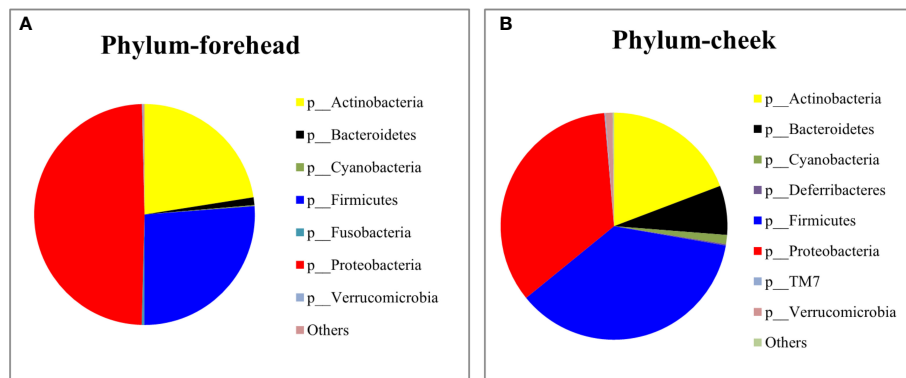 A
Phylum-forehead
p__Actinobacteria
p__Bacteroidetes
p__Cyanobacteria
p__Firmicutes
p__Fusobacteria
p__Proteobacteria
p__Verrucomicrobia
Others
B
Phylum-cheek
p__Actinobacteria
p__Bacteroidetes
p__Cyanobacteria
p__Deferribacteres
p__Firmicutes
p__Proteobacteria
p__TM7
p__Verrucomicrobia
Others